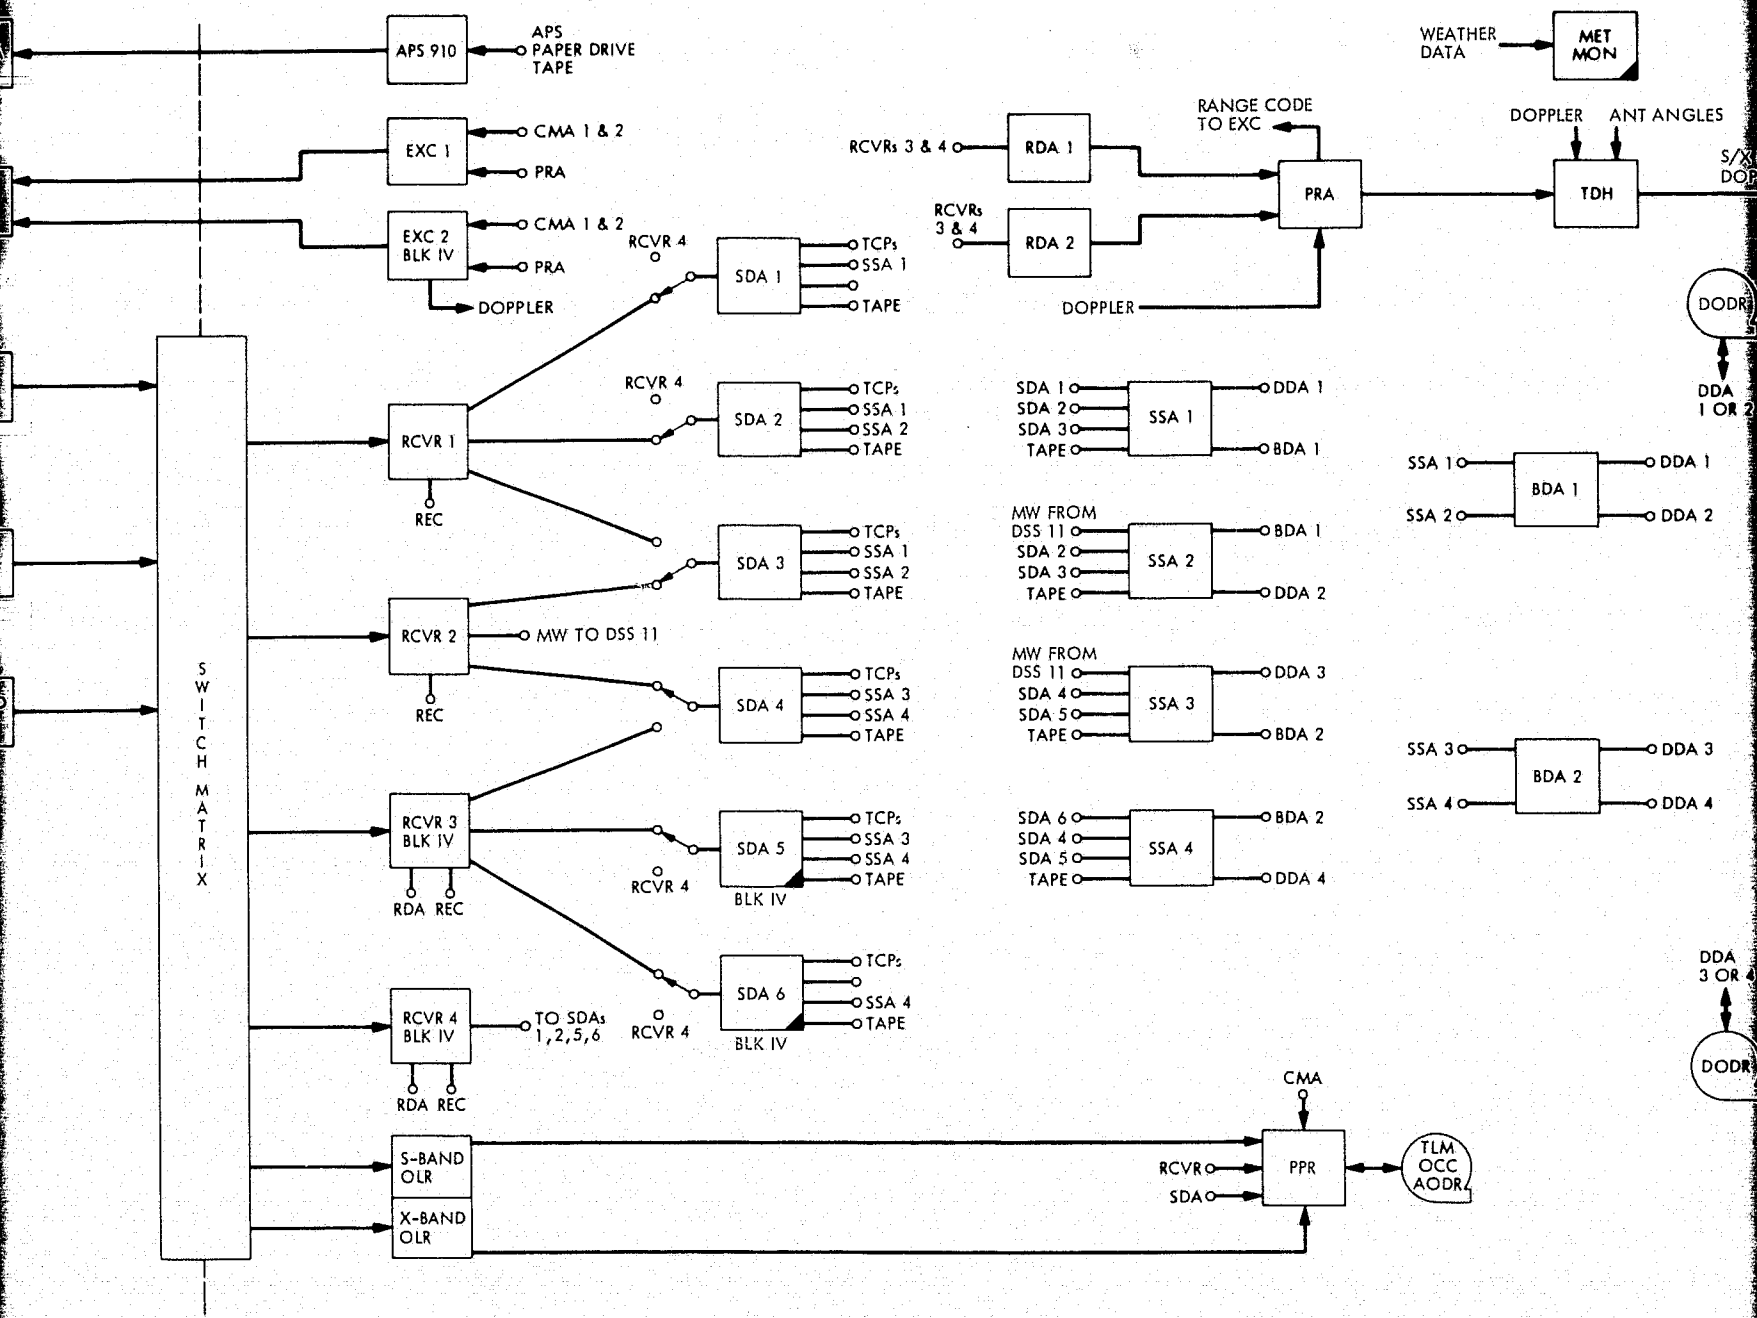 APS 910
APS
PAPER DRIVE
TAPE
EXC 1
CMA 1 & 2
PRA
EXC 2
BLK IV
CMA 1 & 2
PRA
DOPPLER
SWITCH MATRIX
RCVR 1
REC
RCVR 2
REC
MW TO DSS 11
RCVR 3
BLK IV
RDA REC
RCVR 4
BLK IV
RDA REC
TO SDAs
1,2,5,6
S-BAND
OLR
X-BAND
OLR
RCVR 4
SDA 1
TCPs
SSA 1
TAPE
RCVR 4
SDA 2
TCPs
SSA 1
SSA 2
TAPE
SDA 3
TCPs
SSA 1
SSA 2
TAPE
SDA 4
TCPs
SSA 3
SSA 4
TAPE
RCVR 4
SDA 5
BLK IV
TCPs
SSA 3
SSA 4
TAPE
RCVR 4
SDA 6
BLK IV
TCPs
SSA 4
TAPE
RCVRs 3 & 4
RDA 1
RCVRs
3 & 4
RDA 2
RANGE CODE
TO EXC
PRA
DOPPLER
WEATHER
DATA
MET
MON
DOPPLER
ANT ANGLES
TDH
S/X
DOP
SDA 1
SDA 2
SDA 3
TAPE
SSA 1
DDA 1
BDA 1
MW FROM
DSS 11
SDA 2
SDA 3
TAPE
SSA 2
BDA 1
DDA 2
MW FROM
DSS 11
SDA 4
SDA 5
TAPE
SSA 3
DDA 3
BDA 2
SDA 6
SDA 4
SDA 5
TAPE
SSA 4
BDA 2
DDA 4
DODR
DDA
1 OR 2
SSA 1
SSA 2
BDA 1
DDA 1
DDA 2
SSA 3
SSA 4
BDA 2
DDA 3
DDA 4
DDA
3 OR 4
DODR
CMA
RCVR
SDA
PPR
TLM
OCC
AODR